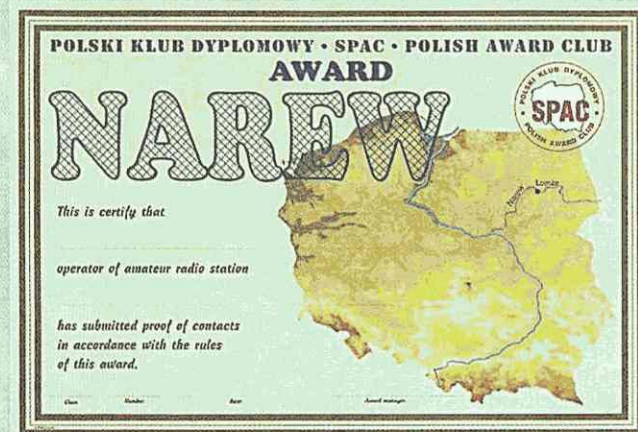 POLSKI KLUB DYPLOMOWY • SPAC • POLISH AWARD CLUB
AWARD
NAREW
POLSKI KLUB DYPLOMOWY
SPAC
POLISH AWARD CLUB
Narew
Łomża
This is certify that
operator of amateur radio station
has submitted proof of contacts
in accordance with the rules
of this award.
Class Number Date Award manager